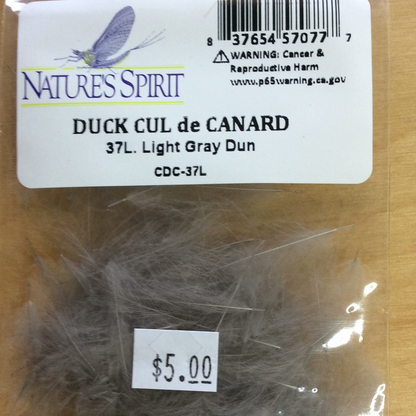 8 37654 57077 7
WARNING: Cancer &
Reproductive Harm
www.p65warning.ca.gov
NATURE'S SPIRIT
DUCK CUL de CANARD
37L. Light Gray Dun
CDC-37L
$5.00